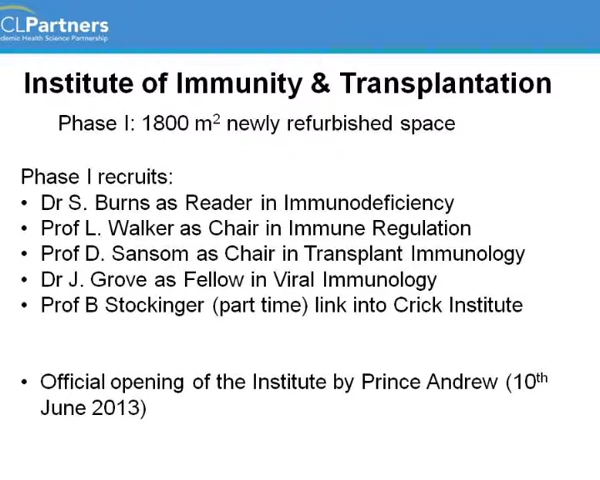 CLPartners
demic Health Science Partnership
Institute of Immunity & Transplantation
Phase I: 1800 m² newly refurbished space
Phase I recruits:
• Dr S. Burns as Reader in Immunodeficiency
• Prof L. Walker as Chair in Immune Regulation
• Prof D. Sansom as Chair in Transplant Immunology
• Dr J. Grove as Fellow in Viral Immunology
• Prof B Stockinger (part time) link into Crick Institute
• Official opening of the Institute by Prince Andrew (10th
June 2013)